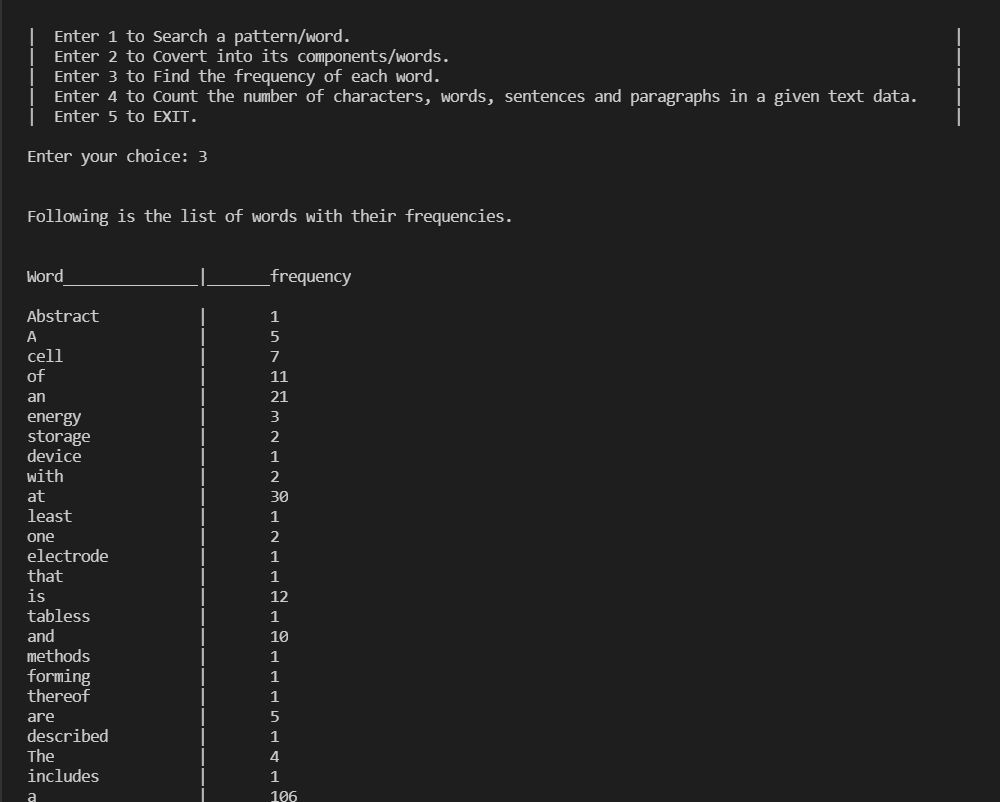 | Enter 1 to Search a pattern/word. |
| Enter 2 to Covert into its components/words. |
| Enter 3 to Find the frequency of each word. |
| Enter 4 to Count the number of characters, words, sentences and paragraphs in a given text data. |
| Enter 5 to EXIT. |
Enter your choice: 3
Following is the list of words with their frequencies.
Word_______________|_______frequency
Abstract | 1
A | 5
cell | 7
of | 11
an | 21
energy | 3
storage | 2
device | 1
with | 2
at | 30
least | 1
one | 2
electrode | 1
that | 1
is | 12
tabless | 1
and | 10
methods | 1
forming | 1
thereof | 1
are | 5
described | 1
The | 4
includes | 1
a | 106